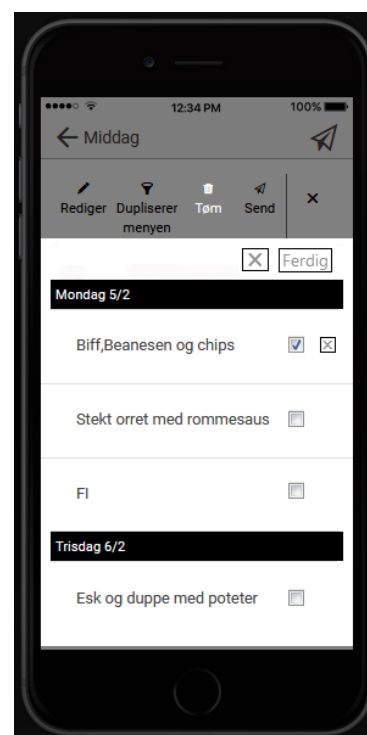 12:34 PM 100%
Middag
Rediger Dupliserer menyen Tøm Send
Ferdig
Mondag 5/2
Biff,Beanesen og chips
Stekt orret med rommesaus
FI
Trisdag 6/2
Esk og duppe med poteter